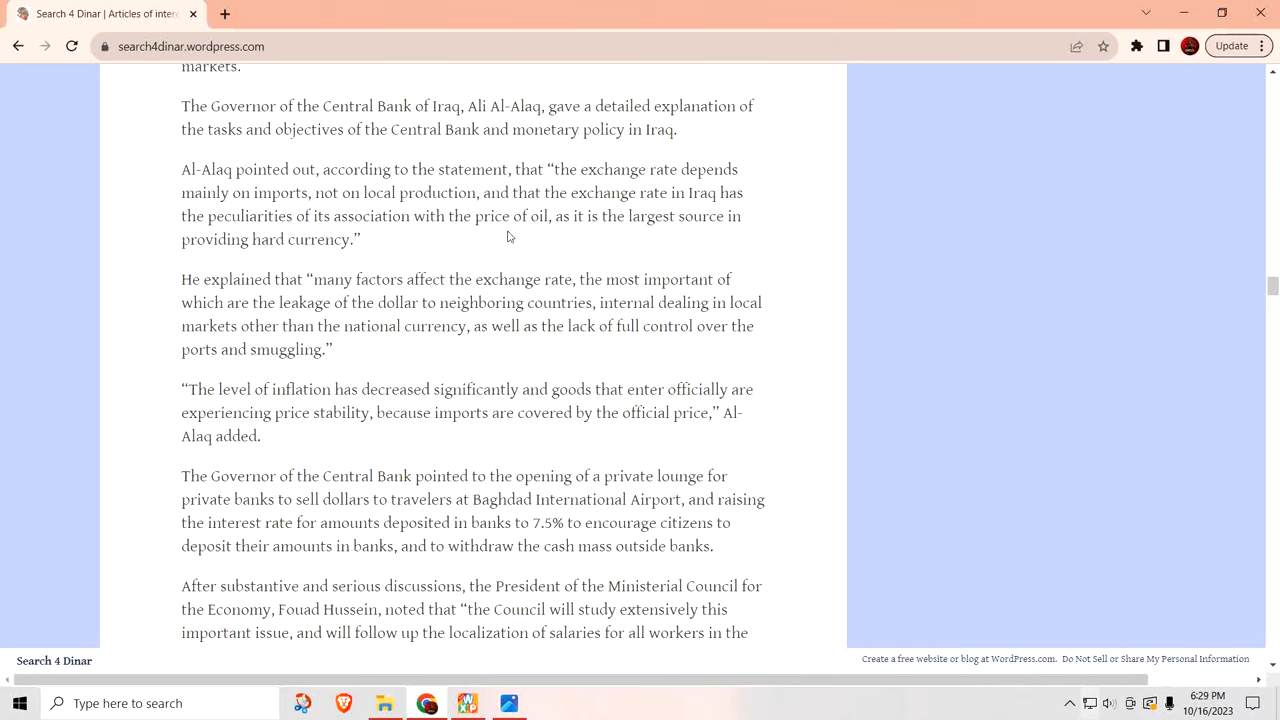 Search 4 Dinar | Articles of inter
search4dinar.wordpress.com
Update
markets.
The Governor of the Central Bank of Iraq, Ali Al-Alaq, gave a detailed explanation of
the tasks and objectives of the Central Bank and monetary policy in Iraq.
Al-Alaq pointed out, according to the statement, that “the exchange rate depends
mainly on imports, not on local production, and that the exchange rate in Iraq has
the peculiarities of its association with the price of oil, as it is the largest source in
providing hard currency.”
He explained that “many factors affect the exchange rate, the most important of
which are the leakage of the dollar to neighboring countries, internal dealing in local
markets other than the national currency, as well as the lack of full control over the
ports and smuggling.”
“The level of inflation has decreased significantly and goods that enter officially are
experiencing price stability, because imports are covered by the official price,” Al-
Alaq added.
The Governor of the Central Bank pointed to the opening of a private lounge for
private banks to sell dollars to travelers at Baghdad International Airport, and raising
the interest rate for amounts deposited in banks to 7.5% to encourage citizens to
deposit their amounts in banks, and to withdraw the cash mass outside banks.
After substantive and serious discussions, the President of the Ministerial Council for
the Economy, Fouad Hussein, noted that “the Council will study extensively this
important issue, and will follow up the localization of salaries for all workers in the
Search 4 Dinar
Create a free website or blog at WordPress.com. Do Not Sell or Share My Personal Information
Type here to search
6:29 PM
10/16/2023